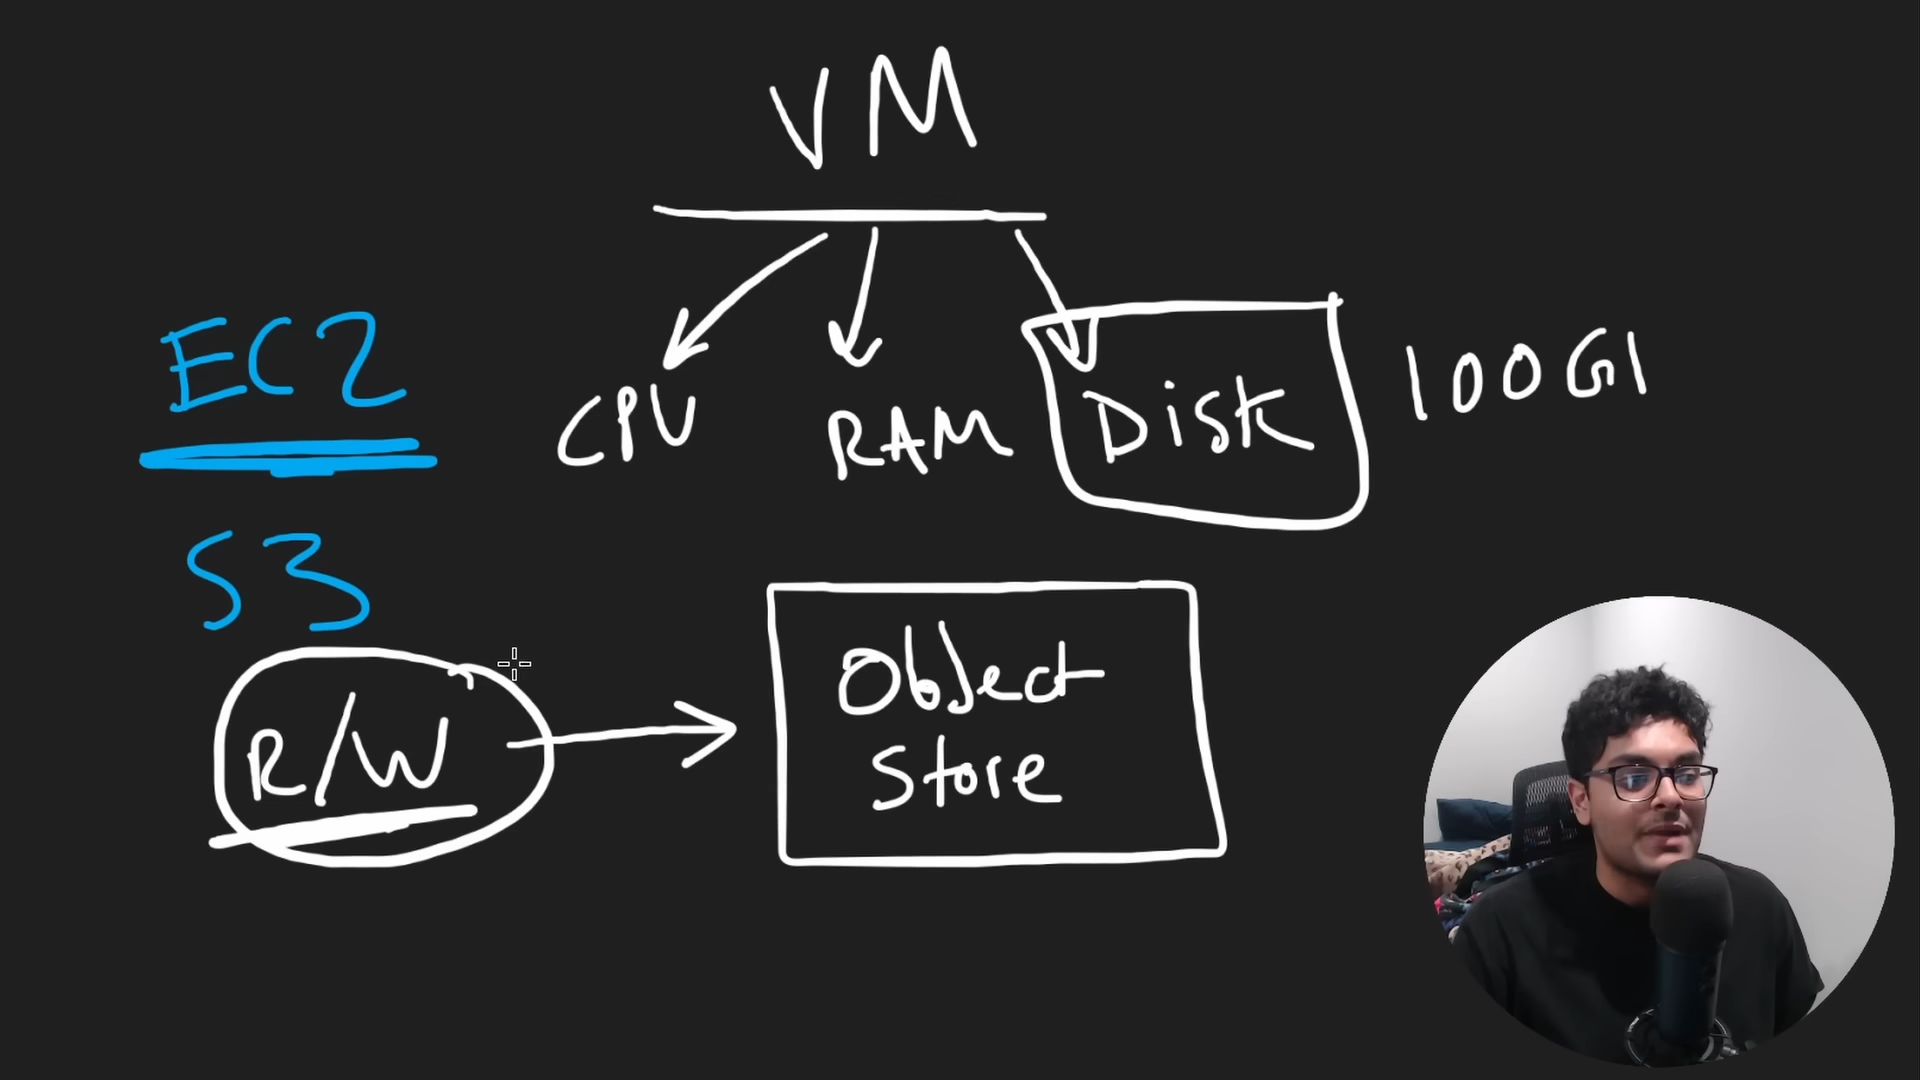 VM
EC2
CPU
RAM
Disk
100GI
S3
R/W
Object
Store